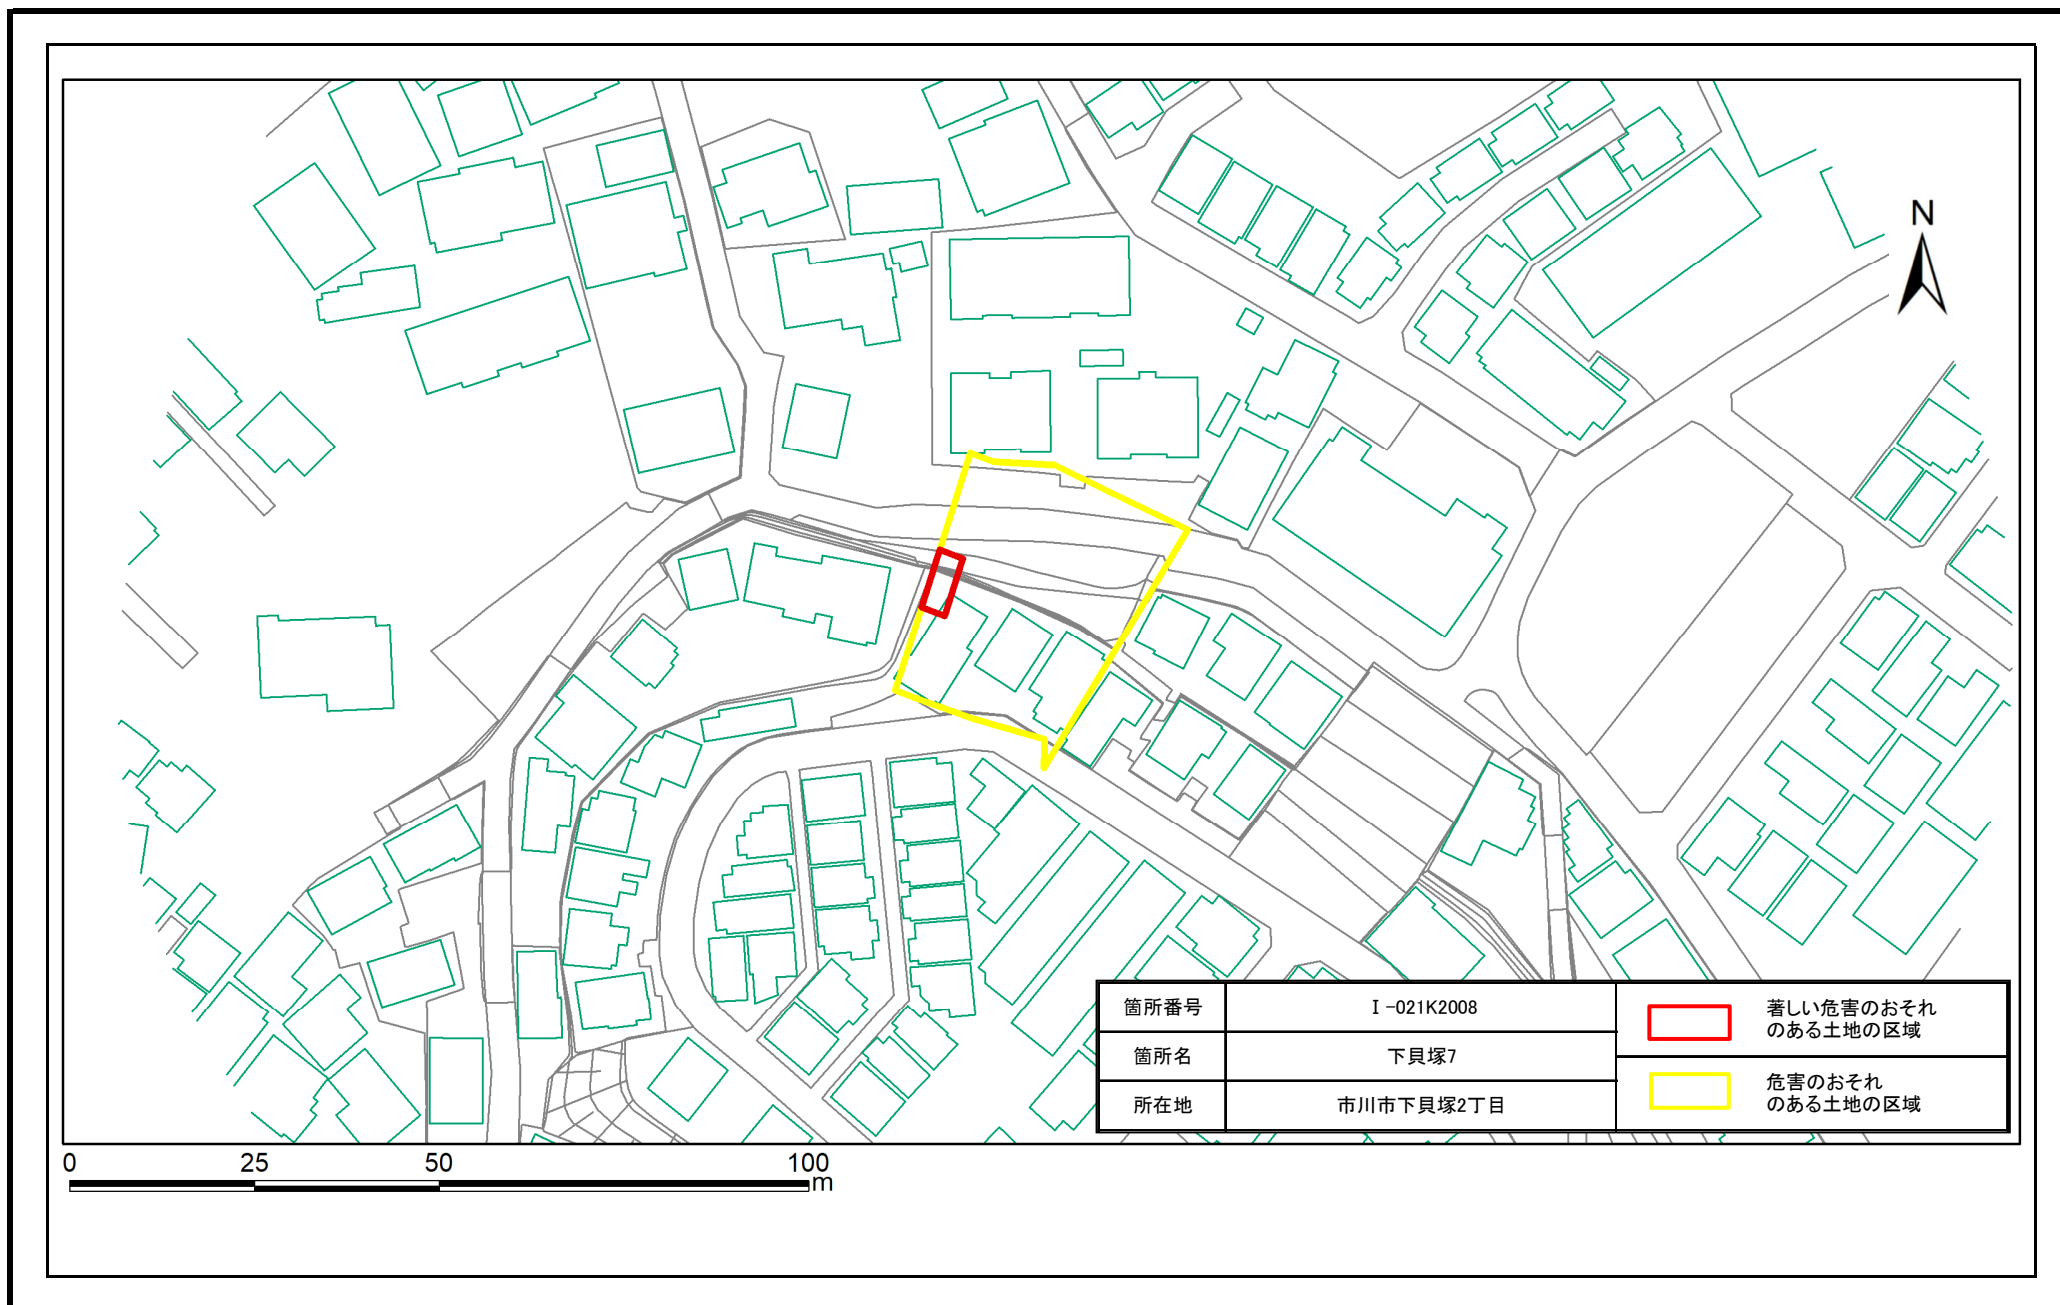 N
箇所番号 Ⅰ-021K2008
箇所名 下貝塚7
所在地 市川市下貝塚2丁目
著しい危害のおそれ
のある土地の区域
危害のおそれ
のある土地の区域
0 25 50 100
m